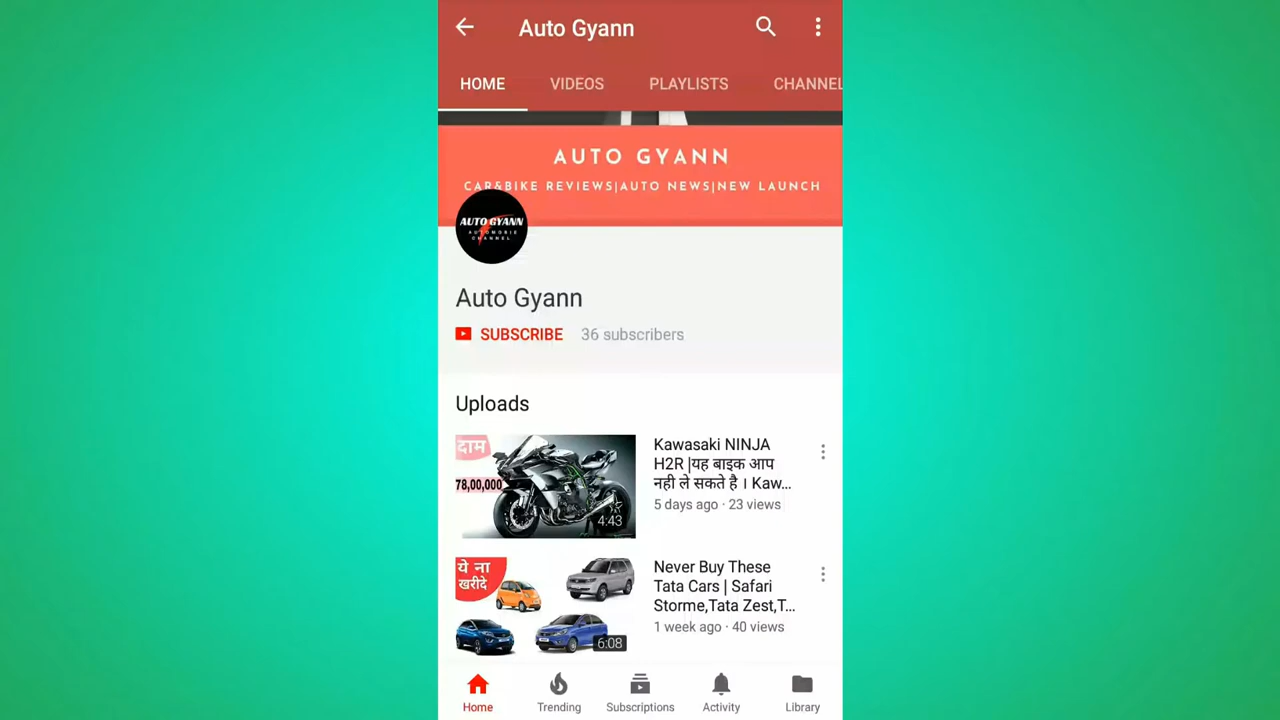 Auto Gyann
HOME VIDEOS PLAYLISTS CHANNEL
AUTO GYANN
CAR&BIKE REVIEWS|AUTO NEWS|NEW LAUNCH
AUTO GYANN
AUTOMOBIE
CHANNEL
Auto Gyann
SUBSCRIBE 36 subscribers
Uploads
दाम
78,00,000
4:43
Kawasaki NINJA
H2R |यह बाइक आप
नही ले सकते है । Kaw...
5 days ago · 23 views
ये ना
खरीदे
6:08
Never Buy These
Tata Cars | Safari
Storme,Tata Zest,T...
1 week ago · 40 views
Home Trending Subscriptions Activity Library